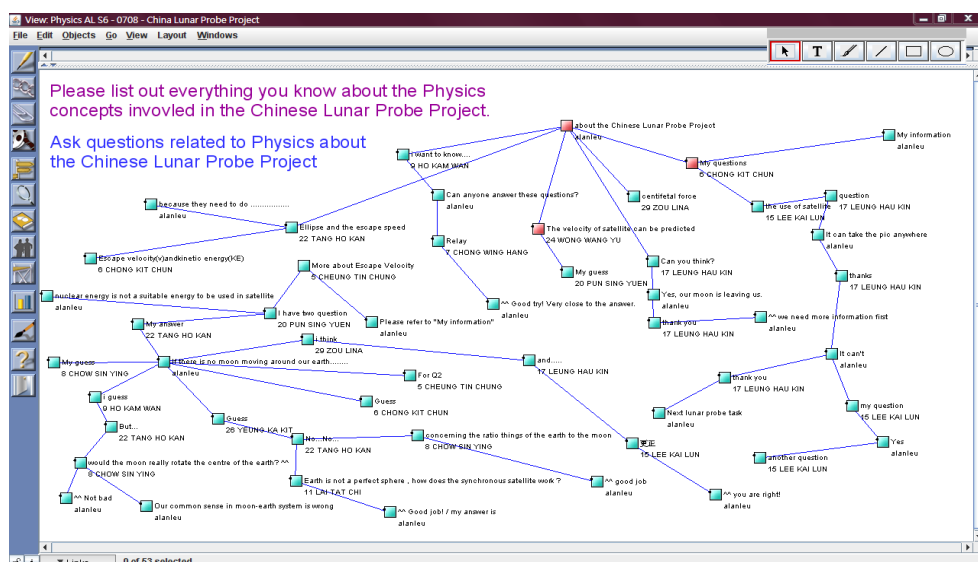 View: Physics AL S6 - 0708 - China Lunar Probe Project
File Edit Objects Go View Layout Windows
T
Please list out everything you know about the Physics
concepts invovled in the Chinese Lunar Probe Project.
Ask questions related to Physics about
the Chinese Lunar Probe Project
about the Chinese Lunar Probe Project
alanleu
My information
alanleu
i want to know....
9 HO KAM WAN
My questions
6 CHONG KIT CHUN
Can anyone answer these questions?
alanleu
centifetal force
29 ZOU LINA
question
17 LEUNG HAU KIN
the use of satellite
15 LEE KAI LUN
because they need to do ................
alanleu
Ellipse and the escape speed
22 TANG HO KAN
The velocity of satellite can be predicted
24 WONG WANG YU
It can take the pic anywhere
alanleu
Relay
7 CHONG WING HANG
Escape velocity(v)andkinetic energy(KE)
6 CHONG KIT CHUN
More about Escape Velocity
5 CHEUNG TIN CHUNG
My guess
20 PUN SING YUEN
Can you think?
17 LEUNG HAU KIN
thanks
17 LEUNG HAU KIN
nuclear energy is not a suitable energy to be used in satellite
alanleu
^^ Good try! Very close to the answer.
alanleu
Yes, our moon is leaving us.
alanleu
I have two question
20 PUN SING YUEN
Please refer to "My information"
alanleu
thank you
17 LEUNG HAU KIN
^^ we need more information first
alanleu
My answer
22 TANG HO KAN
i think
29 ZOU LINA
My guess
8 CHOW SIN YING
if there is no moon moving around our earth........
alanleu
and.....
17 LEUNG HAU KIN
It can't
alanleu
For Q2
5 CHEUNG TIN CHUNG
thank you
17 LEUNG HAU KIN
i guess
9 HO KAM WAN
Guess
6 CHONG KIT CHUN
Next lunar probe task
alanleu
my question
15 LEE KAI LUN
But...
22 TANG HO KAN
Guess
26 YEUNG KA KIT
No...No...
22 TANG HO KAN
concerning the ratio things of the earth to the moon
8 CHOW SIN YING
更正
15 LEE KAI LUN
Yes
alanleu
would the moon really rotate the centre of the earth? ^^
8 CHOW SIN YING
another question
15 LEE KAI LUN
Earth is not a perfect sphere , how does the synchronous satellite work ?
11 LAI TAT CHI
^^ good job
alanleu
^^ Not bad
alanleu
Our common sense in moon-earth system is wrong
alanleu
^^ Good job! / my answer is
alanleu
^^ you are right!
alanleu
Links
0 of 53 selected